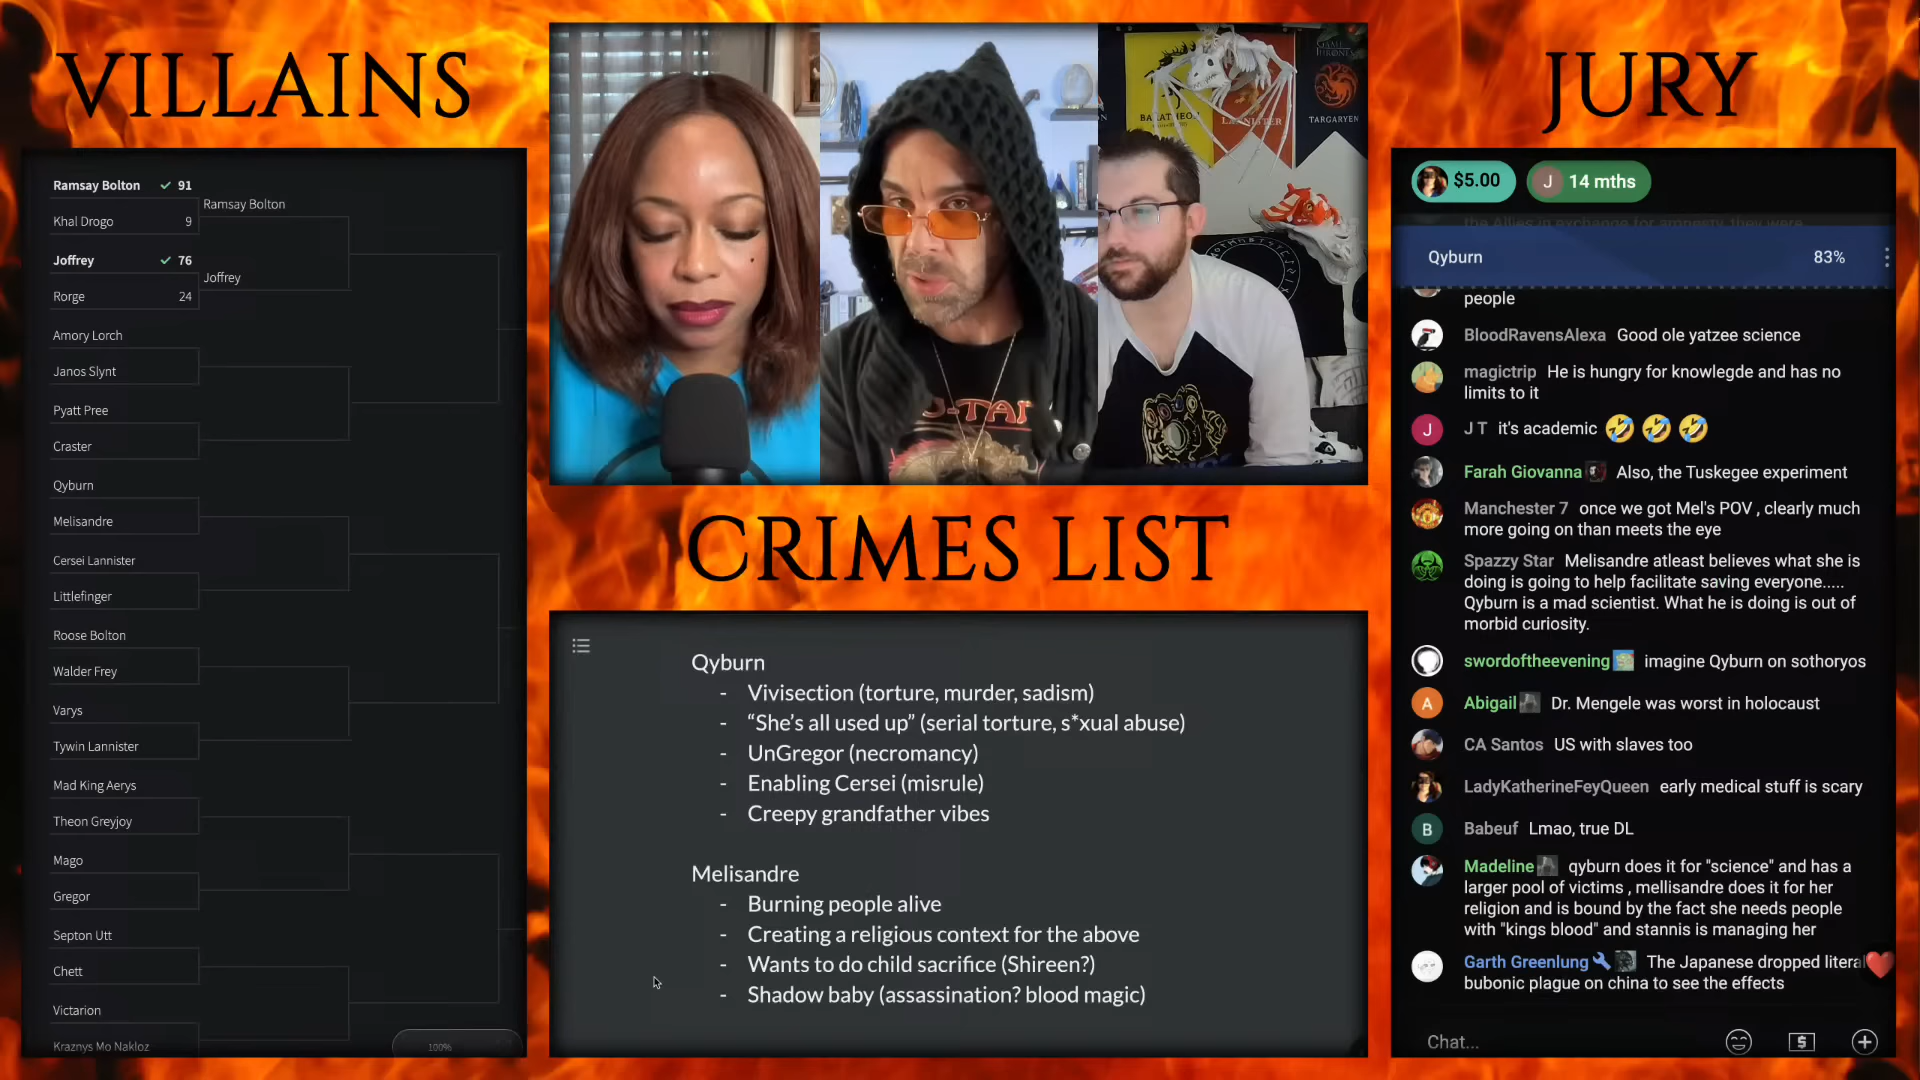 VILLAINS
Ramsay Bolton 91
Ramsay Bolton
Khal Drogo 9
Joffrey 76
Joffrey
Rorge 24
Amory Lorch
Janos Slynt
Pyatt Pree
Craster
Qyburn
Melisandre
Cersei Lannister
Littlefinger
Roose Bolton
Walder Frey
Varys
Tywin Lannister
Mad King Aerys
Theon Greyjoy
Mago
Gregor
Septon Utt
Chett
Victarion
Kraznys Mo Nakloz
100%
GAME
THRONES
LANNISTER
TARGARYEN
CRIMES LIST
Qyburn
- Vivisection (torture, murder, sadism)
- “She’s all used up” (serial torture, s*xual abuse)
- UnGregor (necromancy)
- Enabling Cersei (misrule)
- Creepy grandfather vibes
Melisandre
- Burning people alive
- Creating a religious context for the above
- Wants to do child sacrifice (Shireen?)
- Shadow baby (assassination? blood magic)
JURY
$5.00 J 14 mths
the Allies in exchange for amnesty, they were
Qyburn 83%
people
BloodRavensAlexa Good ole yatzee science
magictrip He is hungry for knowlegde and has no
limits to it
J J T it's academic 🤣 🤣 🤣
Farah Giovanna Also, the Tuskegee experiment
Manchester 7 once we got Mel's POV , clearly much
more going on than meets the eye
Spazzy Star Melisandre atleast believes what she is
doing is going to help facilitate saving everyone.....
Qyburn is a mad scientist. What he is doing is out of
morbid curiosity.
swordoftheevening imagine Qyburn on sothoryos
A Abigail Dr. Mengele was worst in holocaust
CA Santos US with slaves too
LadyKatherineFeyQueen early medical stuff is scary
B Babeuf Lmao, true DL
Madeline qyburn does it for "science" and has a
larger pool of victims , mellisandre does it for her
religion and is bound by the fact she needs people
with "kings blood" and stannis is managing her
Garth Greenlung The Japanese dropped litera
bubonic plague on china to see the effects
Chat...